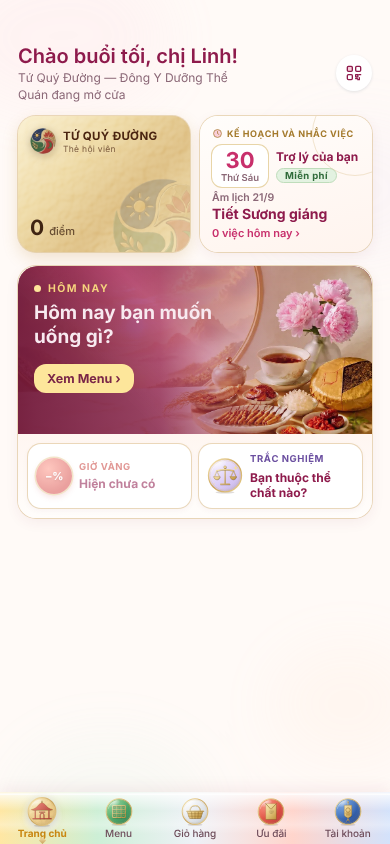 Chào buổi tối, chị Linh!
Tứ Quý Đường — Đông Y Dưỡng Thể
Quán đang mở cửa
TỨ QUÝ ĐƯỜNG
Thẻ hội viên
0 điểm
KẾ HOẠCH VÀ NHẮC VIỆC
30
Thứ Sáu
Trợ lý của bạn
Miễn phí
Âm lịch 21/9
Tiết Sương giáng
0 việc hôm nay ›
HÔM NAY
Hôm nay bạn muốn
uống gì?
Xem Menu ›
–%
GIỜ VÀNG
Hiện chưa có
TRẮC NGHIỆM
Bạn thuộc thể
chất nào?
Trang chủ
Menu
Giỏ hàng
Ưu đãi
Tài khoản